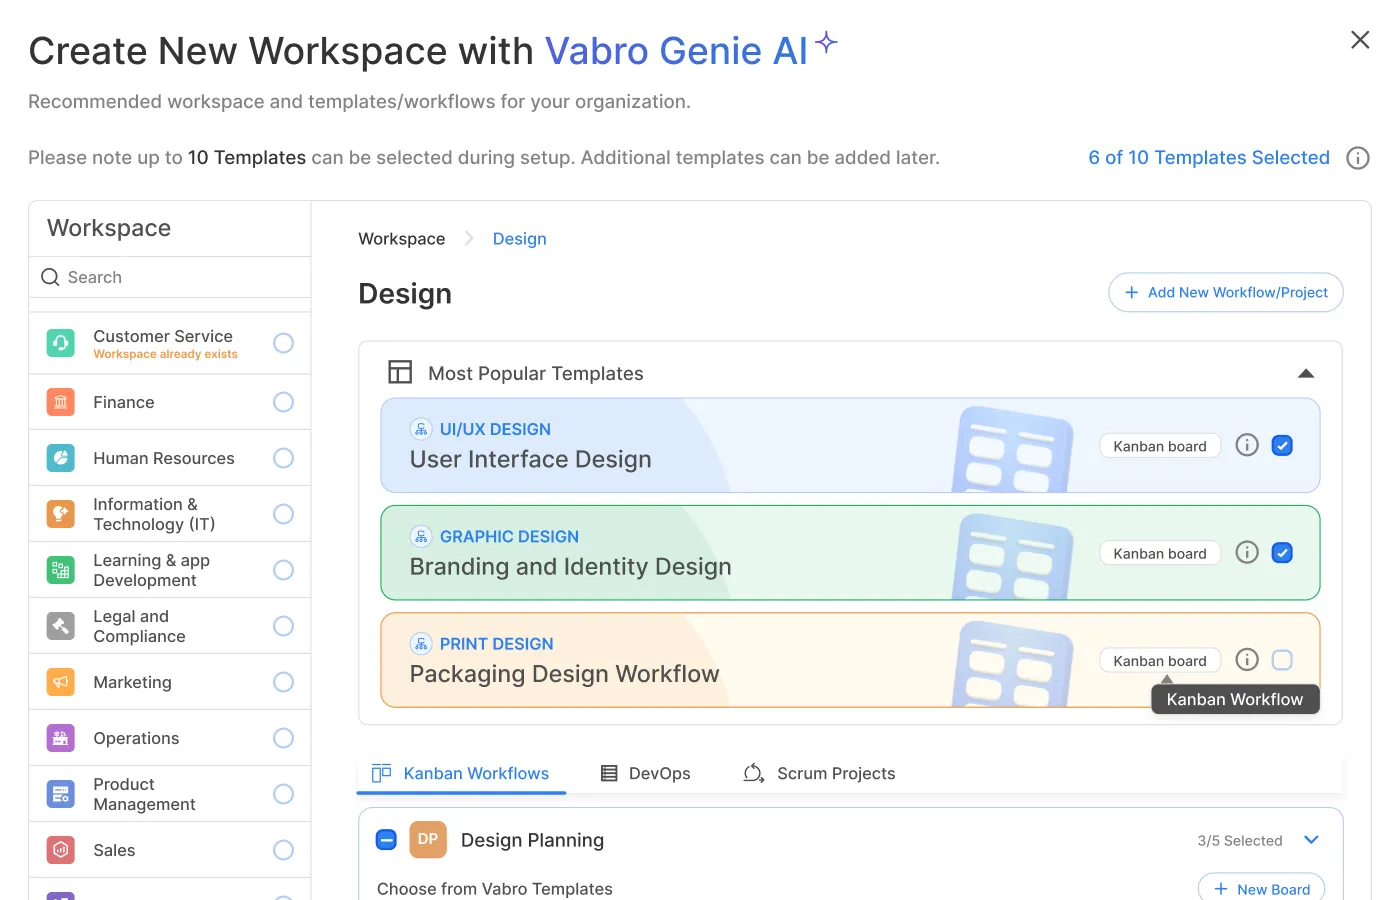 Create New Workspace with Vabro Genie AI
Recommended workspace and templates/workflows for your organization.
Please note up to 10 Templates can be selected during setup. Additional templates can be added later.
6 of 10 Templates Selected
Workspace
Search
Customer Service
Workspace already exists
Finance
Human Resources
Information &
Technology (IT)
Learning & app
Development
Legal and
Compliance
Marketing
Operations
Product
Management
Sales
Workspace
Design
Design
+ Add New Workflow/Project
Most Popular Templates
UI/UX DESIGN
User Interface Design
Kanban board
GRAPHIC DESIGN
Branding and Identity Design
Kanban board
PRINT DESIGN
Packaging Design Workflow
Kanban board
Kanban Workflow
Kanban Workflows
DevOps
Scrum Projects
DP
Design Planning
3/5 Selected
Choose from Vabro Templates
+ New Board